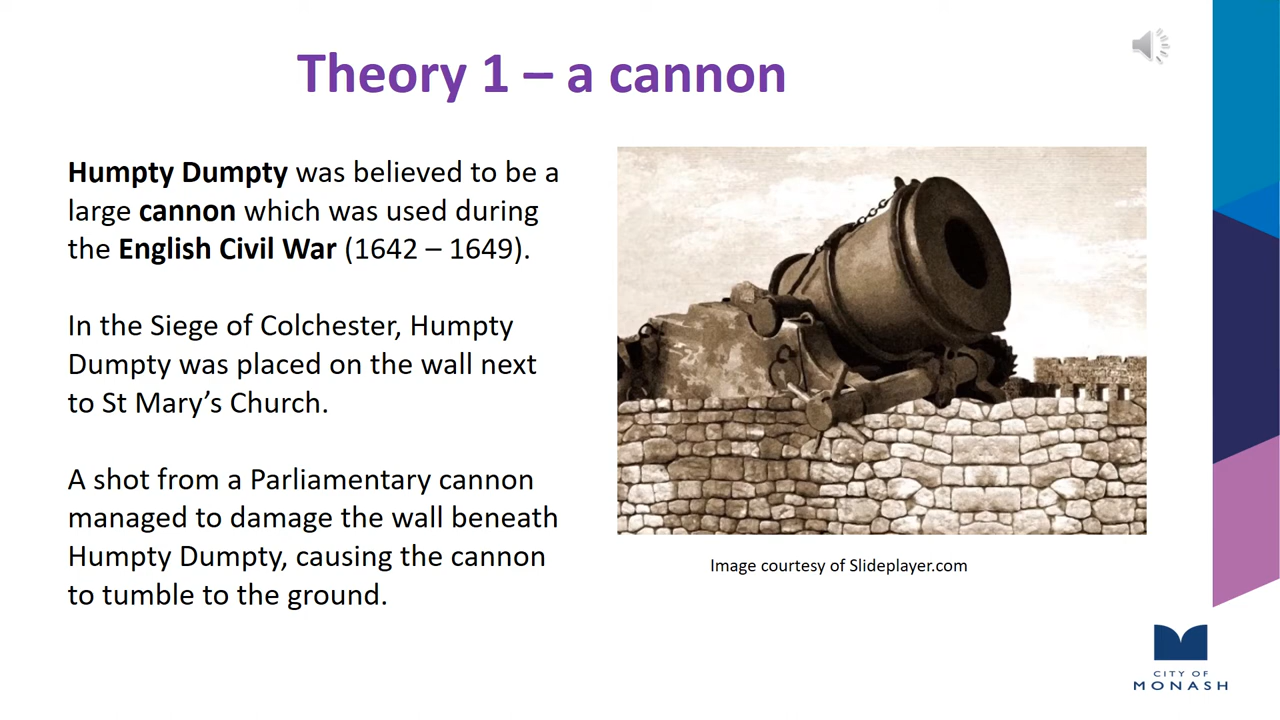 Theory 1 – a cannon
Humpty Dumpty was believed to be a
large cannon which was used during
the English Civil War (1642 – 1649).
In the Siege of Colchester, Humpty
Dumpty was placed on the wall next
to St Mary’s Church.
A shot from a Parliamentary cannon
managed to damage the wall beneath
Humpty Dumpty, causing the cannon
to tumble to the ground.
Image courtesy of Slideplayer.com
CITY OF
MONASH